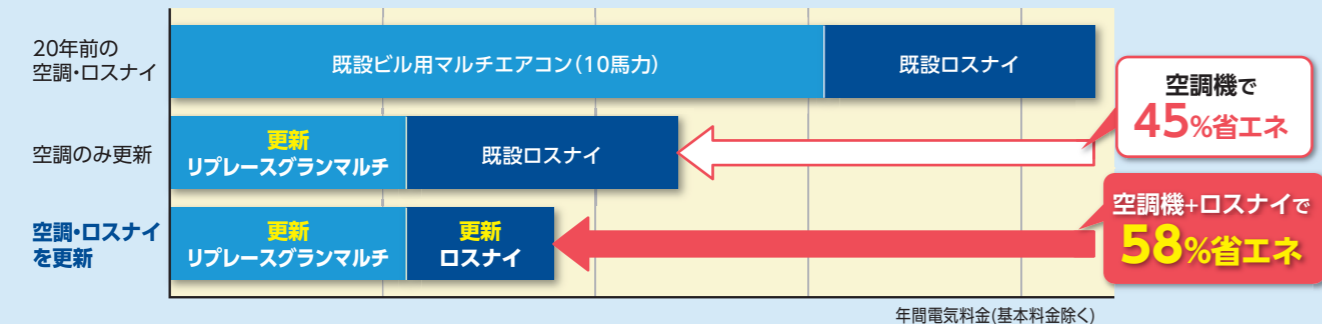 20年前の
空調・ロスナイ
既設ビル用マルチエアコン(10馬力)
既設ロスナイ
空調機で
45%省エネ
空調のみ更新
更新
リプレースグランマルチ
既設ロスナイ
空調・ロスナイ
を更新
更新
リプレースグランマルチ
更新
ロスナイ
空調機+ロスナイで
58%省エネ
年間電気料金(基本料金除く)